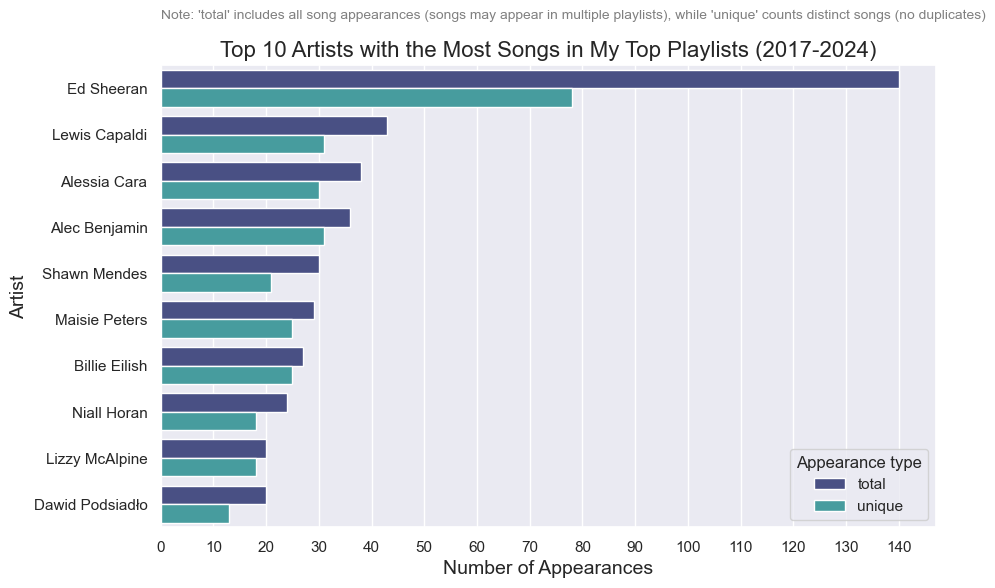 Note: 'total' includes all song appearances (songs may appear in multiple playlists), while 'unique' counts distinct songs (no duplicates)
Top 10 Artists with the Most Songs in My Top Playlists (2017-2024)
Artist
Ed Sheeran
Lewis Capaldi
Alessia Cara
Alec Benjamin
Shawn Mendes
Maisie Peters
Billie Eilish
Niall Horan
Lizzy McAlpine
Dawid Podsiadło
Appearance type
total
unique
0 10 20 30 40 50 60 70 80 90 100 110 120 130 140
Number of Appearances